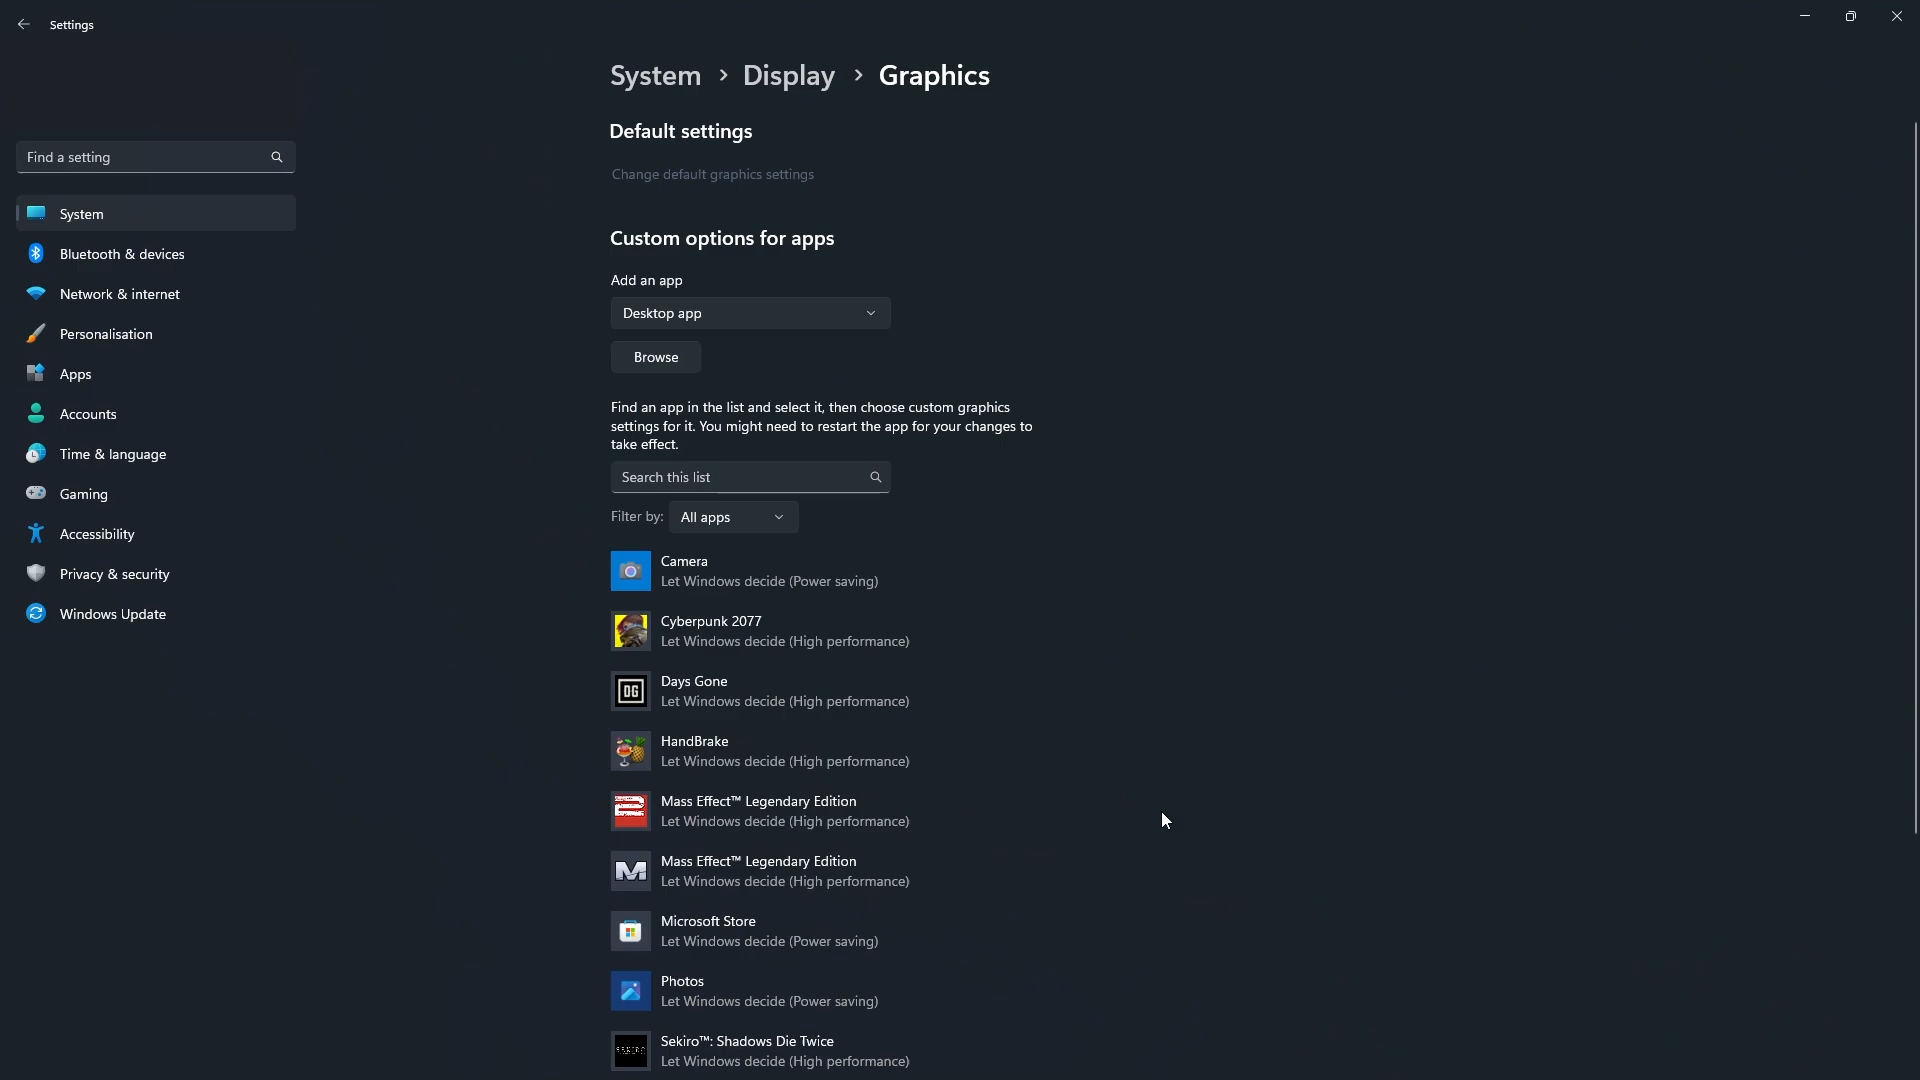 Settings
System > Display > Graphics
Default settings
Find a setting
Change default graphics settings
System
Bluetooth & devices
Network & internet
Personalisation
Apps
Accounts
Time & language
Gaming
Accessibility
Privacy & security
Windows Update
Custom options for apps
Add an app
Desktop app
Browse
Find an app in the list and select it, then choose custom graphics
settings for it. You might need to restart the app for your changes to
take effect.
Search this list
Filter by: All apps
Camera
Let Windows decide (Power saving)
Cyberpunk 2077
Let Windows decide (High performance)
DG
Days Gone
Let Windows decide (High performance)
HandBrake
Let Windows decide (High performance)
Mass Effect™ Legendary Edition
Let Windows decide (High performance)
M
Mass Effect™ Legendary Edition
Let Windows decide (High performance)
Microsoft Store
Let Windows decide (Power saving)
Photos
Let Windows decide (Power saving)
SEKIRO
Sekiro™: Shadows Die Twice
Let Windows decide (High performance)